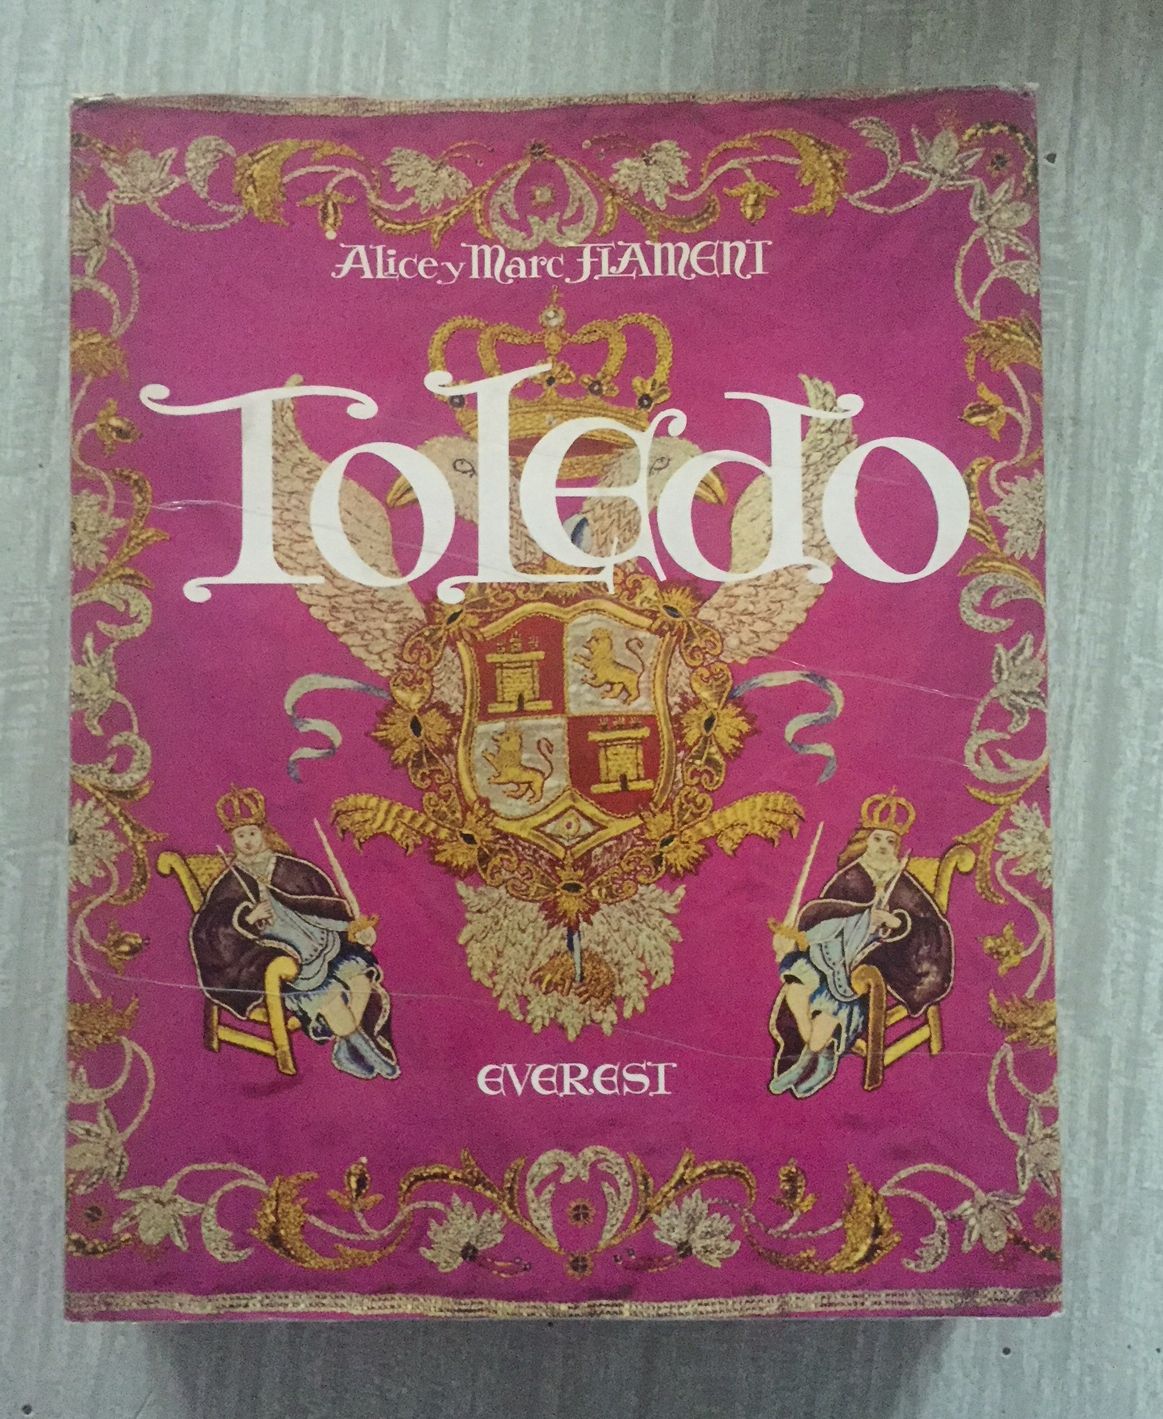 Alice y Marc FLAMENT
Toledo
EVEREST